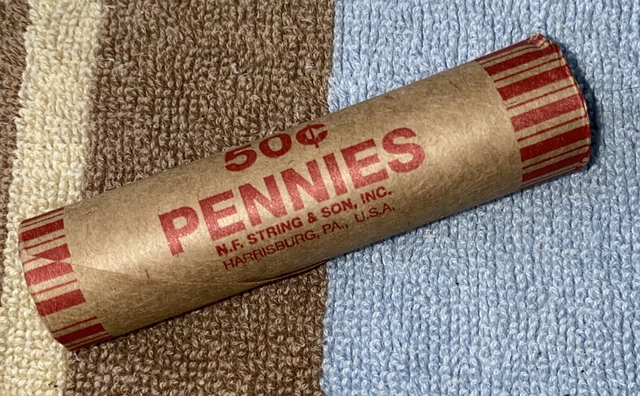 50¢
PENNIES
N.F. STRING & SON, INC.
HARRISBURG, PA., U.S.A.